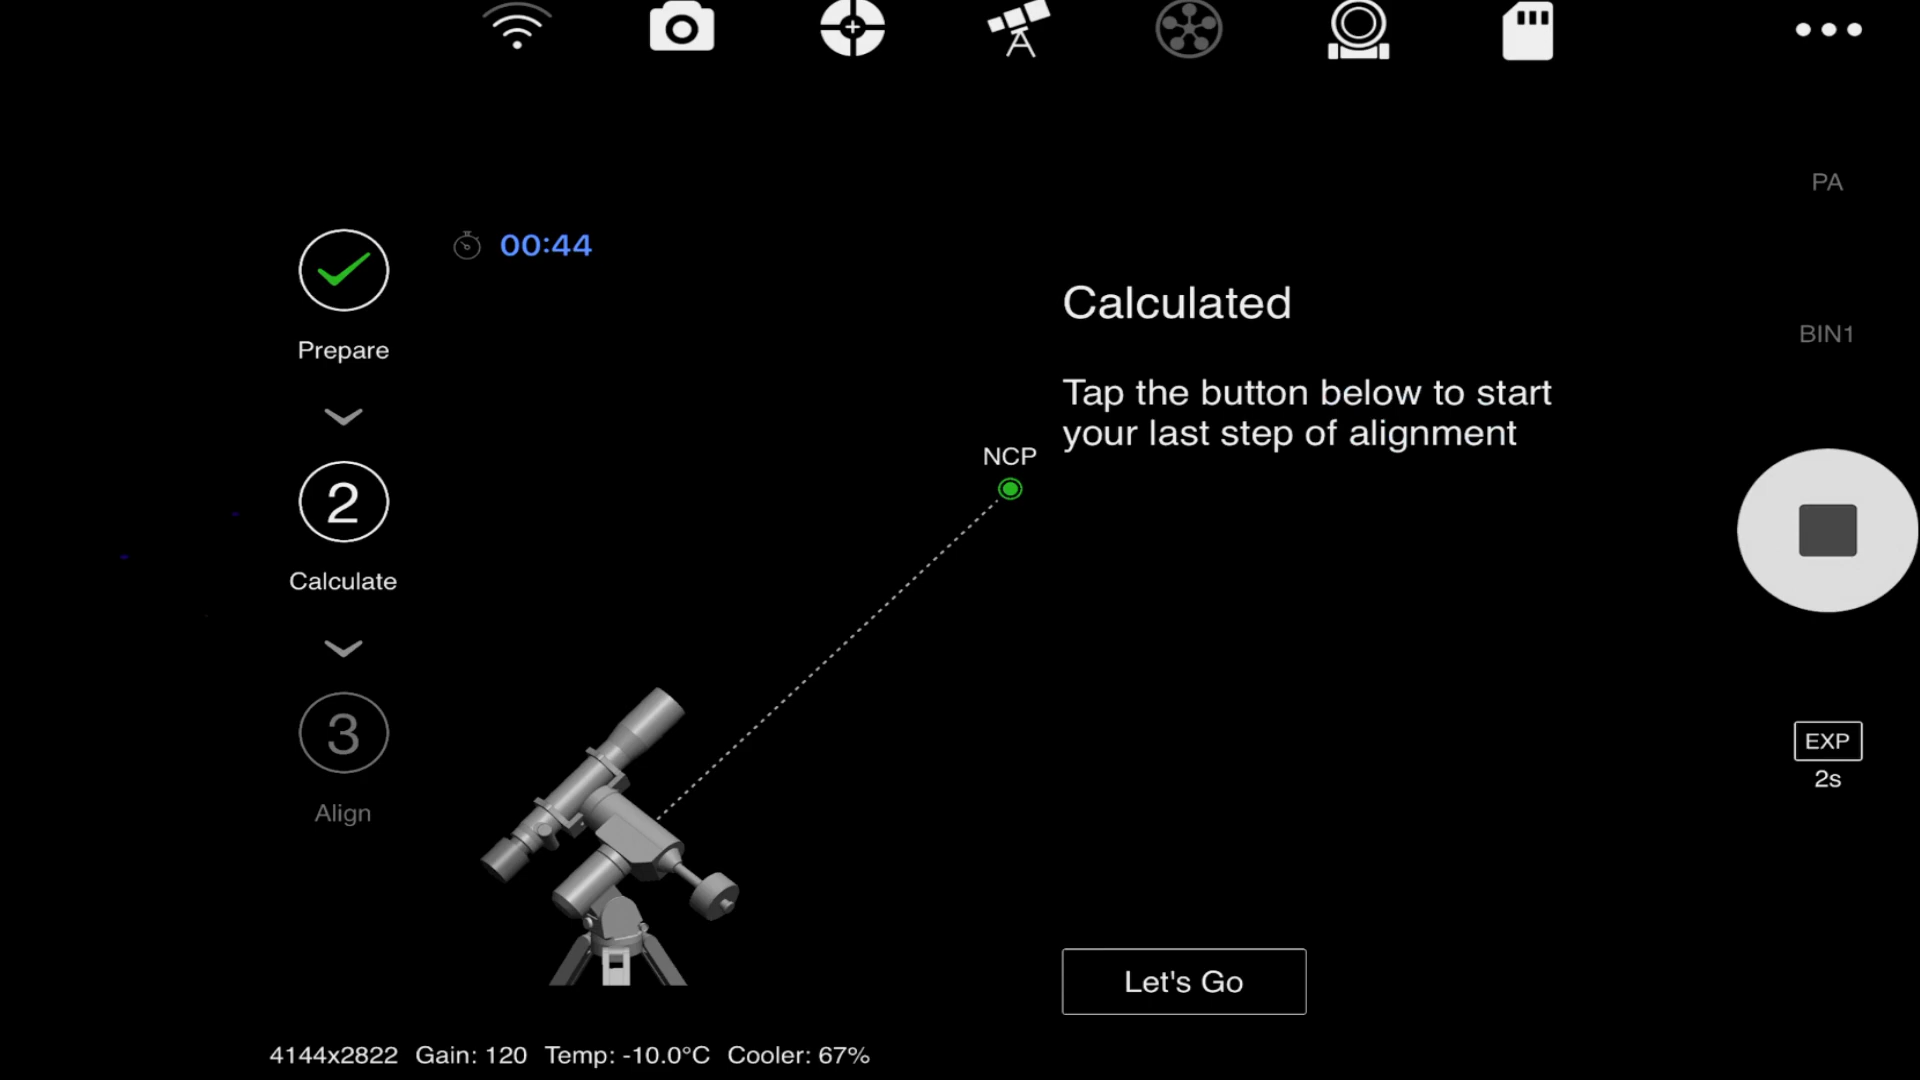 PA
00:44
Calculated
BIN1
Prepare
Tap the button below to start
your last step of alignment
NCP
2
Calculate
3
EXP
2s
Align
Let's Go
4144x2822 Gain: 120 Temp: -10.0°C Cooler: 67%